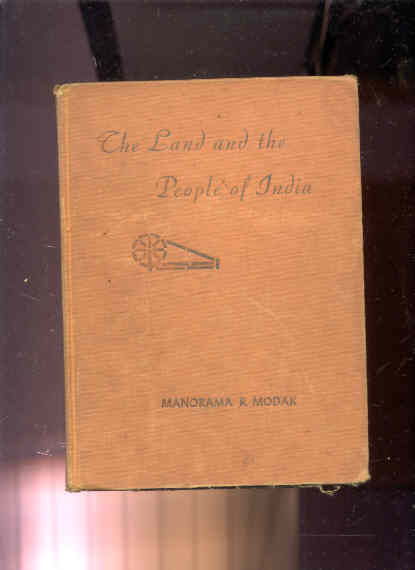 The Land and the
People of India
MANORAMA R. MODAK